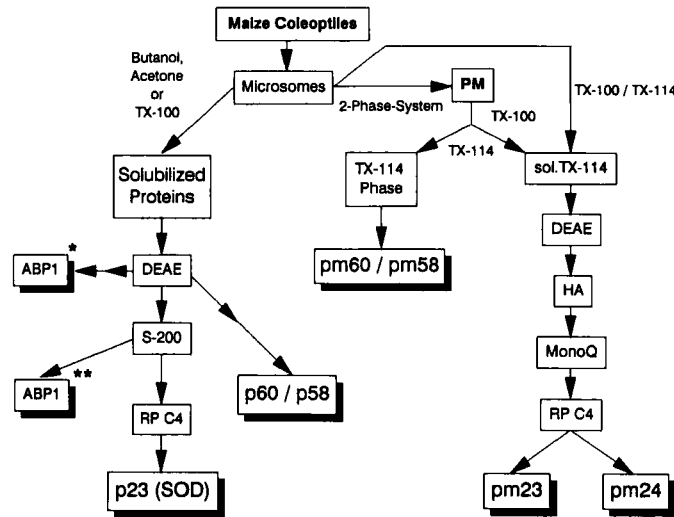 Maize Coleoptiles
Butanol,
Acetone
or
TX-100
Microsomes
2-Phase-System
PM
TX-100 / TX-114
TX-100
TX-114
Solubilized
Proteins
TX-114
Phase
sol.TX-114
ABP1
*
DEAE
pm60 / pm58
DEAE
HA
S-200
MonoQ
ABP1
**
p60 / p58
RP C4
RP C4
p23 (SOD)
pm23
pm24